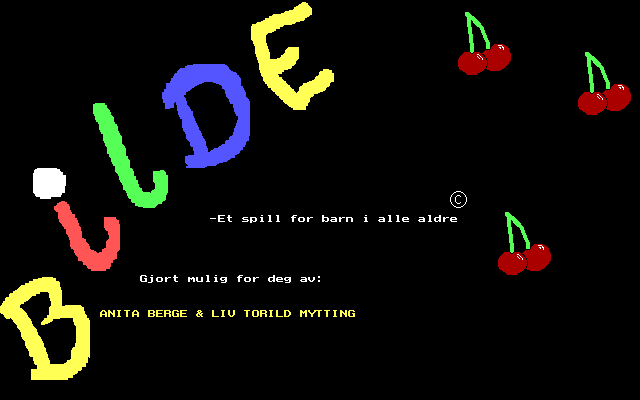 BilDE
©
-Et spill for barn i alle aldre
Gjort mulig for deg av:
ANITA BERGE & LIV TORILD MYTTING